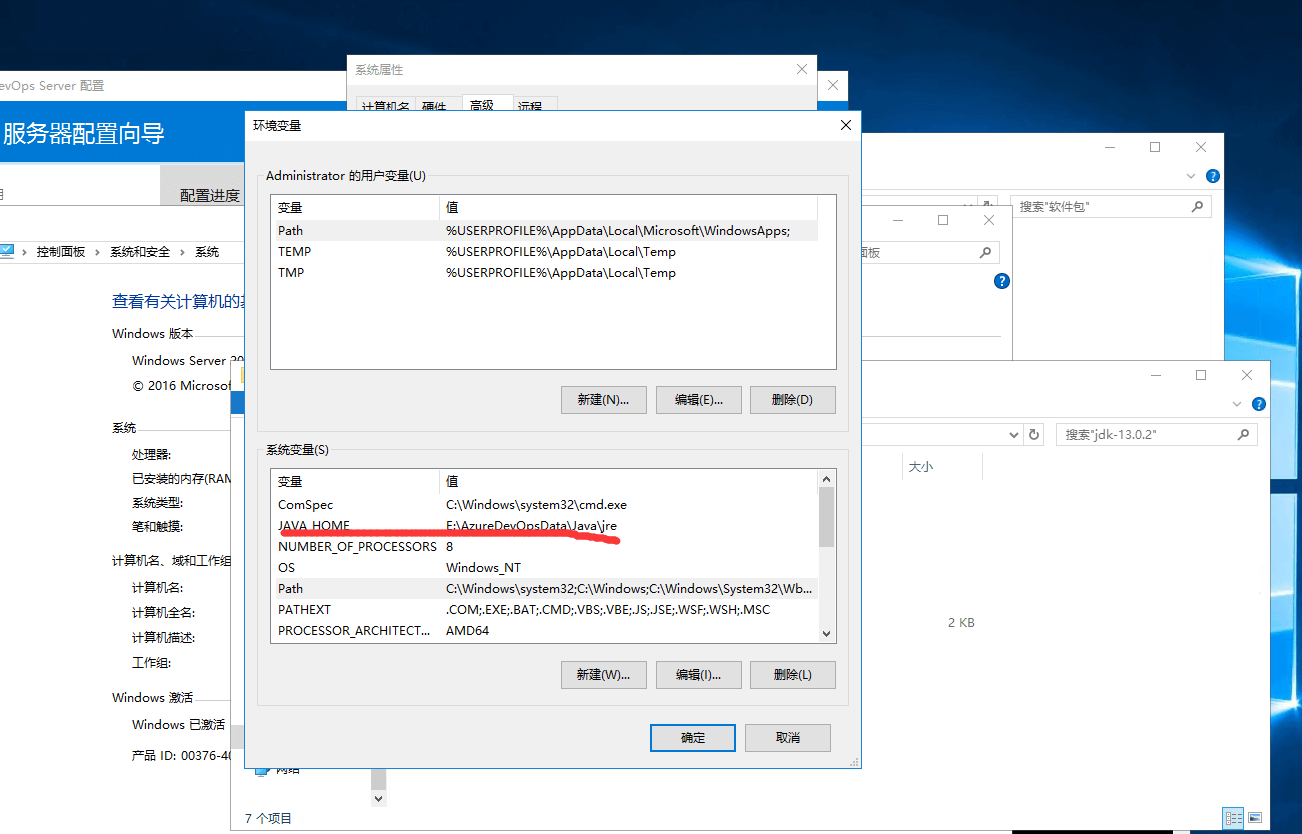 系统属性
evOps Server 配置
计算机名 硬件 高级 远程
服务器配置向导
环境变量
配置进度
Administrator 的用户变量(U)
搜索"软件包"
变量 值
Path %USERPROFILE%\AppData\Local\Microsoft\WindowsApps;
TEMP %USERPROFILE%\AppData\Local\Temp
TMP %USERPROFILE%\AppData\Local\Temp
控制面板 › 系统和安全 › 系统
面板
查看有关计算机的基
Windows 版本
Windows Server 20
© 2016 Microsoft
新建(N)... 编辑(E)... 删除(D)
系统
处理器:
已安装的内存(RAM
系统类型:
笔和触摸:
系统变量(S)
搜索"jdk-13.0.2"
大小
变量 值
ComSpec C:\Windows\system32\cmd.exe
JAVA_HOME E:\AzureDevOpsData\Java\jre
NUMBER_OF_PROCESSORS 8
OS Windows_NT
Path C:\Windows\system32;C:\Windows;C:\Windows\System32\Wb...
PATHEXT .COM;.EXE;.BAT;.CMD;.VBS;.VBE;.JS;.JSE;.WSF;.WSH;.MSC
PROCESSOR_ARCHITECT... AMD64
计算机名、域和工作组
计算机名:
计算机全名:
计算机描述:
工作组:
2 KB
新建(W)... 编辑(I)... 删除(L)
Windows 激活
Windows 已激活
产品 ID: 00376-40
确定 取消
网络
7 个项目